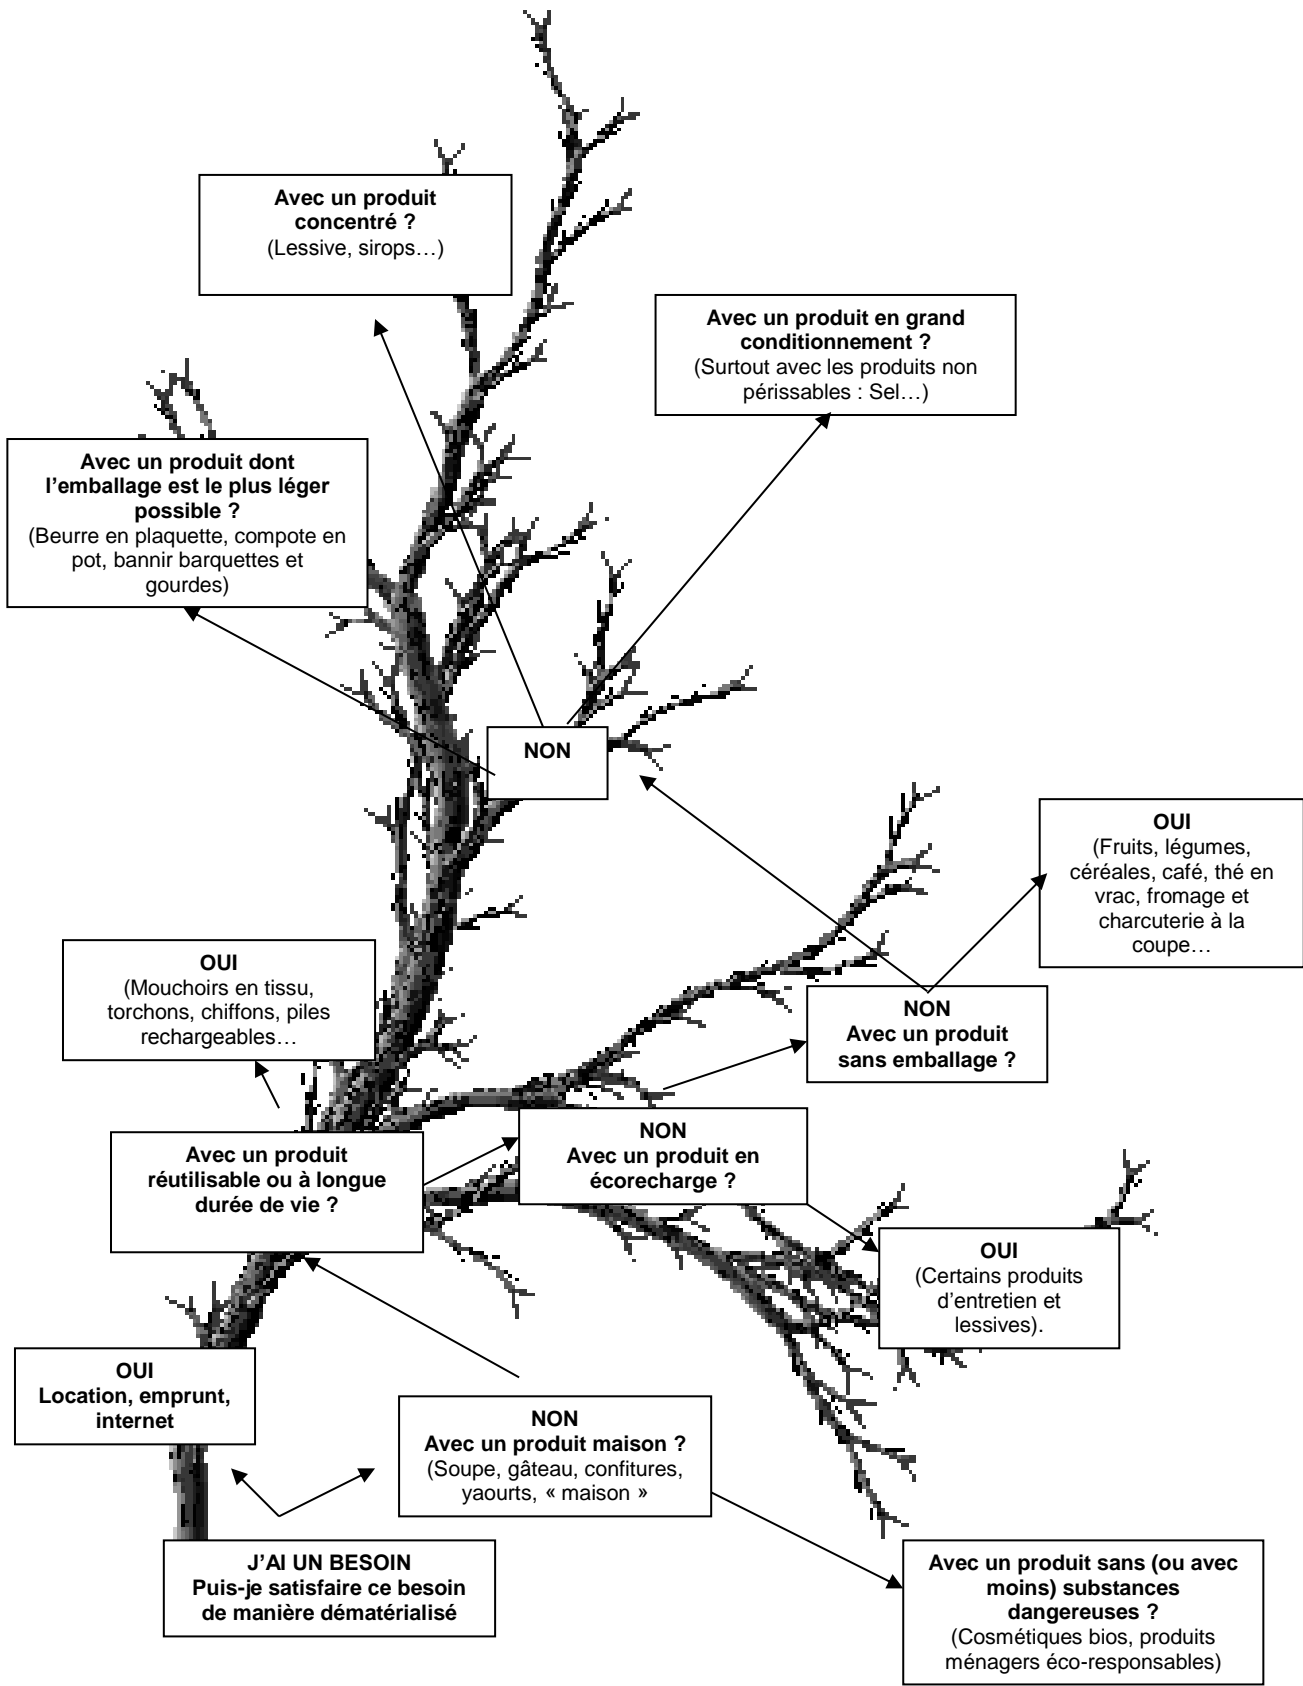 Avec un produit
concentré ?
(Lessive, sirops…)
Avec un produit en grand
conditionnement ?
(Surtout avec les produits non
périssables : Sel…)
Avec un produit dont
l’emballage est le plus léger
possible ?
(Beurre en plaquette, compote en
pot, bannir barquettes et
gourdes)
NON
OUI
(Fruits, légumes,
céréales, café, thé en
vrac, fromage et
charcuterie à la
coupe…
OUI
(Mouchoirs en tissu,
torchons, chiffons, piles
rechargeables…
NON
Avec un produit
sans emballage ?
Avec un produit
réutilisable ou à longue
durée de vie ?
NON
Avec un produit en
écorecharge ?
OUI
(Certains produits
d’entretien et
lessives).
OUI
Location, emprunt,
internet
NON
Avec un produit maison ?
(Soupe, gâteau, confitures,
yaourts, « maison »
J’AI UN BESOIN
Puis-je satisfaire ce besoin
de manière dématérialisé
Avec un produit sans (ou avec
moins) substances
dangereuses ?
(Cosmétiques bios, produits
ménagers éco-responsables)